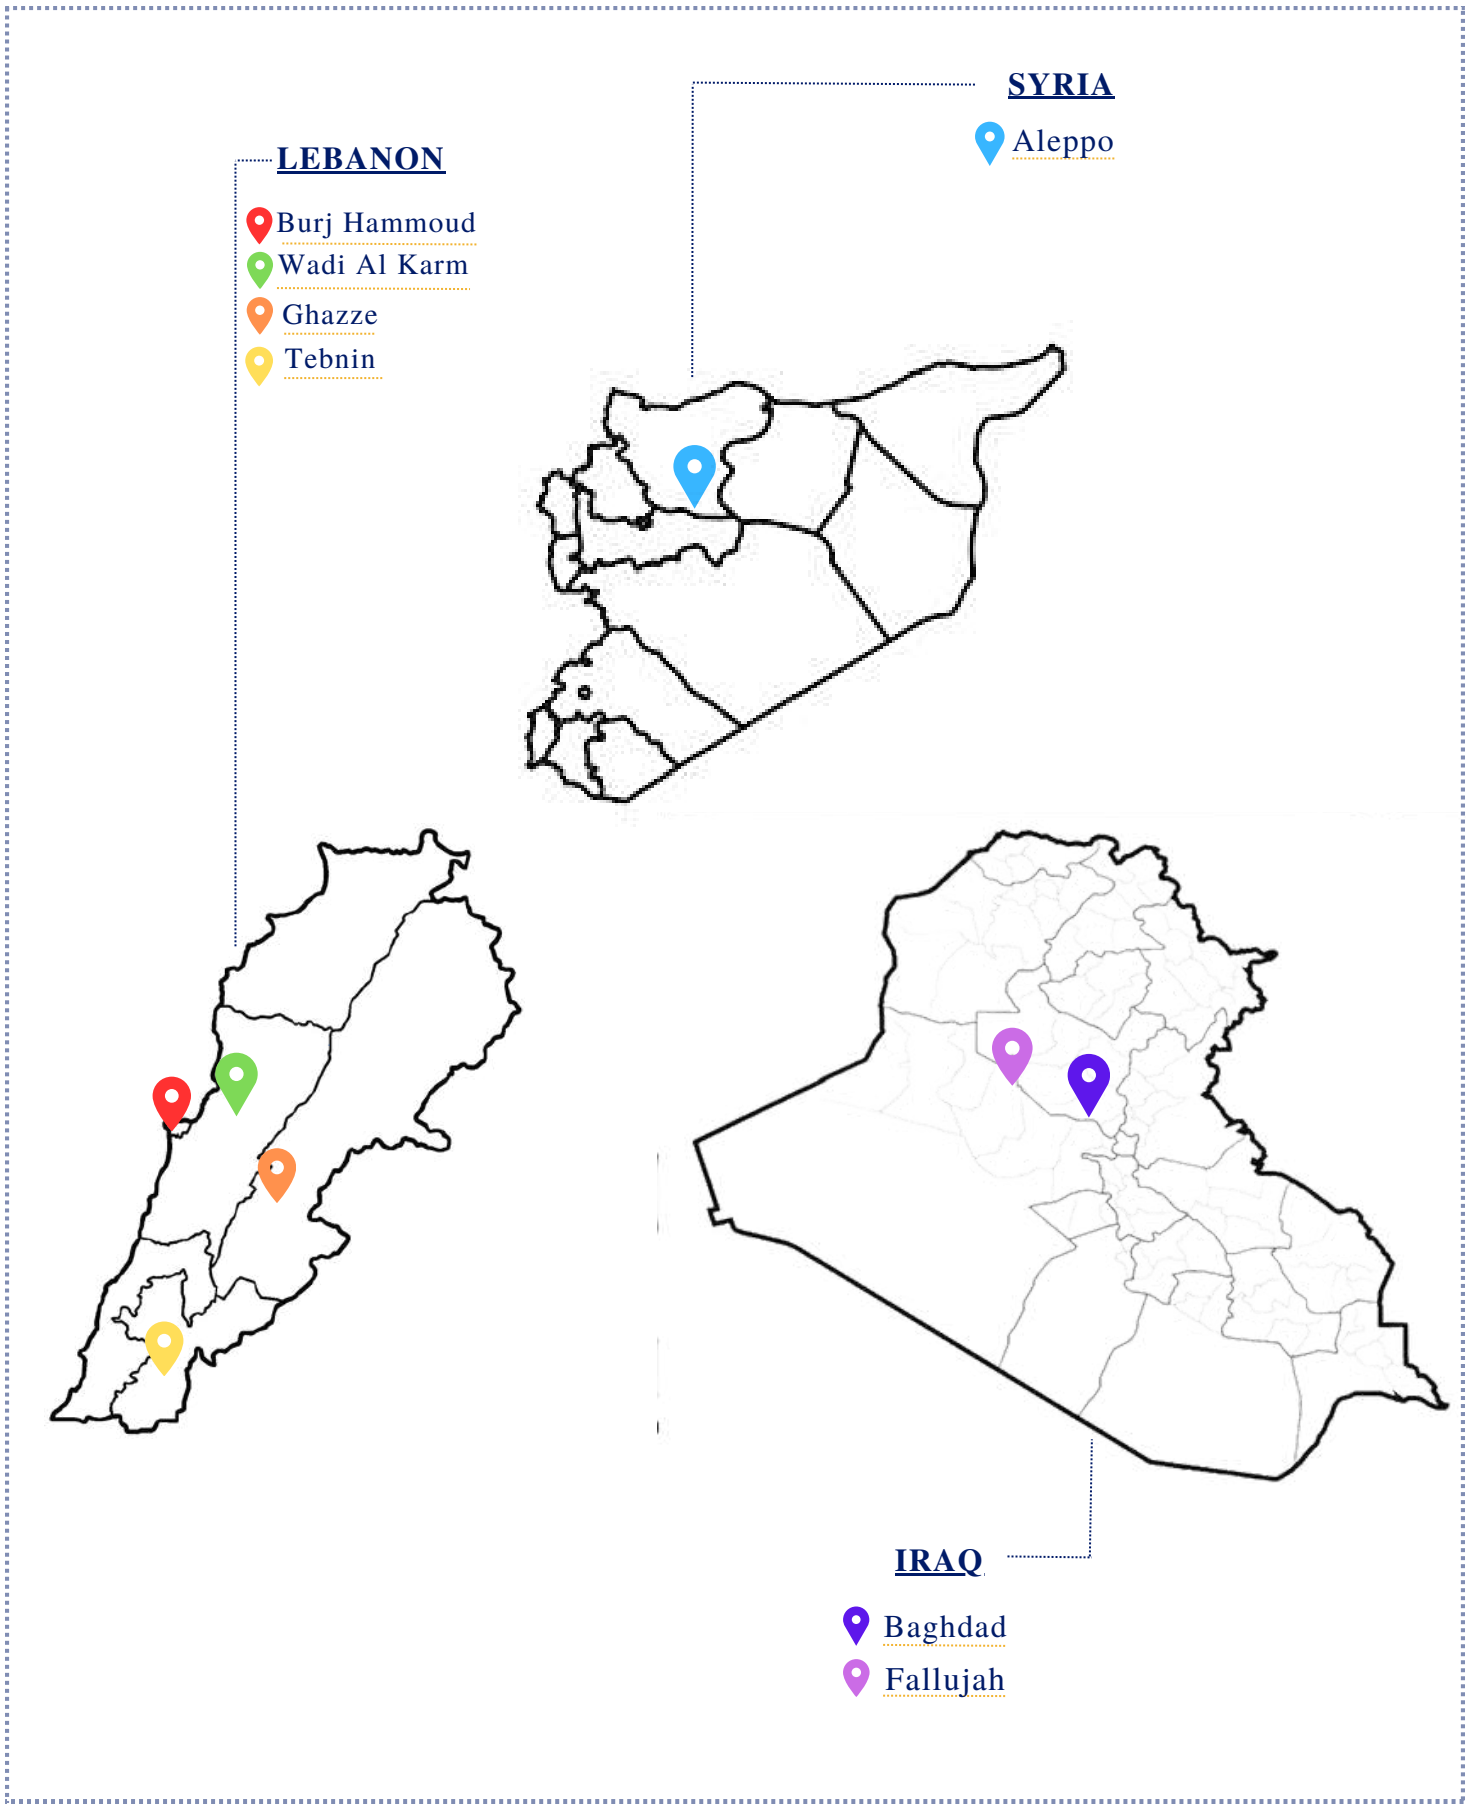 SYRIA
Aleppo
LEBANON
Burj Hammoud
Wadi Al Karm
Ghazze
Tebnin
IRAQ
Baghdad
Fallujah